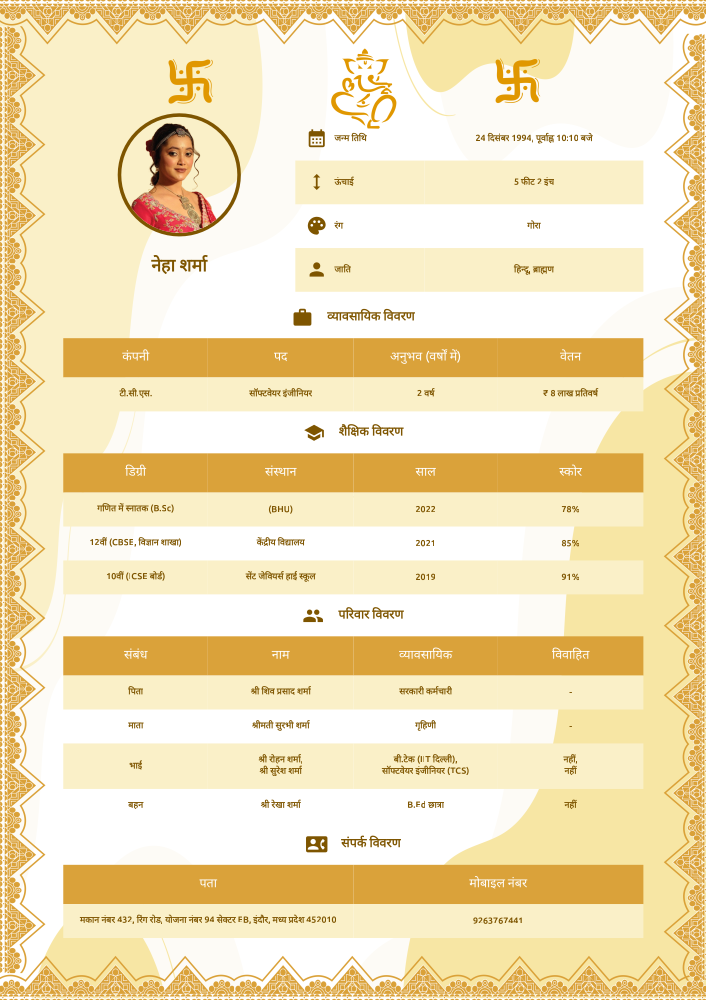 जन्म तिथि 24 दिसंबर 1994, पूर्वाह्न 10:10 बजे
ऊंचाई 5 फीट 2 इंच
रंग गोरा
जाति हिन्दू, ब्राह्मण
नेहा शर्मा
व्यावसायिक विवरण
कंपनी पद अनुभव (वर्षों में) वेतन
टी.सी.एस. सॉफ्टवेयर इंजीनियर 2 वर्ष ₹ 8 लाख प्रतिवर्ष
शैक्षिक विवरण
डिग्री संस्थान साल स्कोर
गणित में स्नातक (B.Sc) (BHU) 2022 78%
12वीं (CBSE, विज्ञान शाखा) केंद्रीय विद्यालय 2021 85%
10वीं (ICSE बोर्ड) सेंट जेवियर्स हाई स्कूल 2019 91%
परिवार विवरण
संबंध नाम व्यावसायिक विवाहित
पिता श्री शिव प्रसाद शर्मा सरकारी कर्मचारी -
माता श्रीमती सुरभी शर्मा गृहिणी -
भाई श्री रोहन शर्मा, बी.टेक (IIT दिल्ली), नहीं,
श्री सुरेश शर्मा सॉफ्टवेयर इंजीनियर (TCS) नहीं
बहन श्री रेखा शर्मा B.Ed छात्रा नहीं
संपर्क विवरण
पता मोबाइल नंबर
मकान नंबर 432, रिंग रोड, योजना नंबर 94 सेक्टर EB, इंदौर, मध्य प्रदेश 452010 9263767441